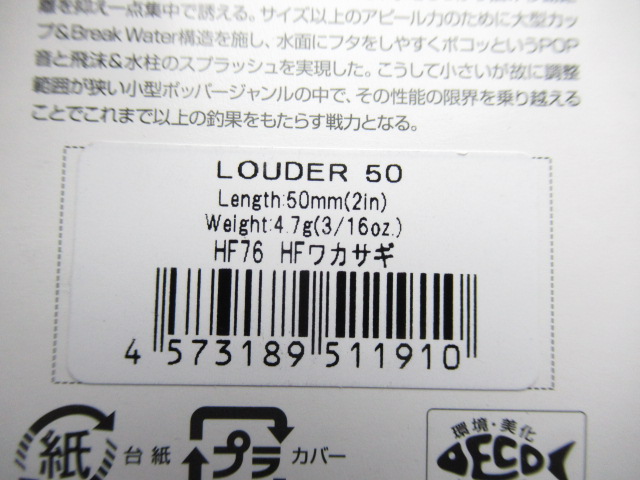 離を抑え一点集中で誘える。サイズ以上のアピール力のために大型カッ
プ&Break Water構造を施し、水面にフタをしやすくポコッというPOP
音と飛沫&水柱のスプラッシュを実現した。こうして小さいが故に調整
範囲が狭い小型ポッパージャンルの中で、その性能の限界を乗り越える
ことでこれまで以上の釣果をもたらす戦力となる。
LOUDER 50
Length:50mm(2in)
Weight:4.7g(3/16oz.)
HF76 HFワカサギ
4 573189 511910
紙 台紙 プラ カバー
環境・美化
ECO